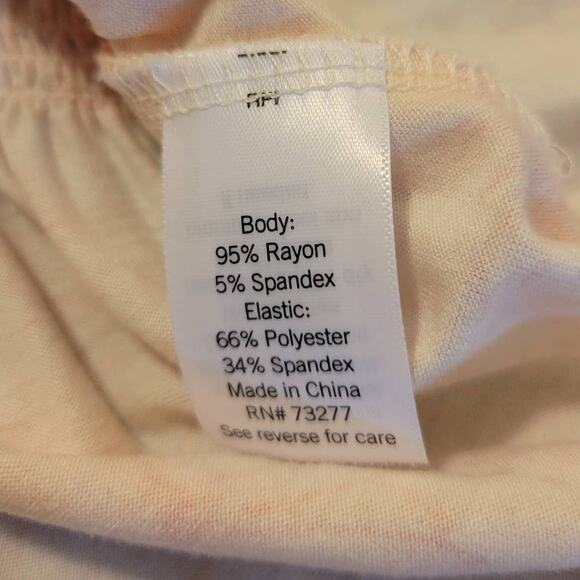 Body:
95% Rayon
5% Spandex
Elastic:
66% Polyester
34% Spandex
Made in China
RN# 73277
See reverse for care